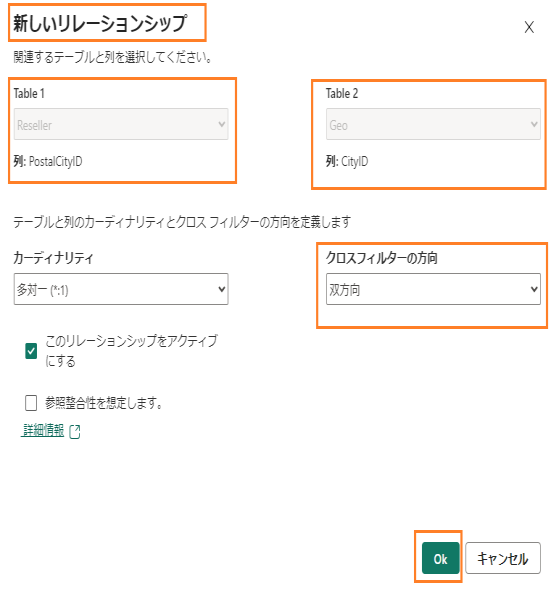 新しいリレーションシップ
X
関連するテーブルと列を選択してください。
Table 1
Table 2
Reseller
Geo
列: PostalCityID
列: CityID
テーブルと列のカーディナリティとクロス フィルターの方向を定義します
カーディナリティ
クロスフィルターの方向
多対一 (*:1)
双方向
このリレーションシップをアクティブ
にする
参照整合性を想定します。
詳細情報
Ok
キャンセル